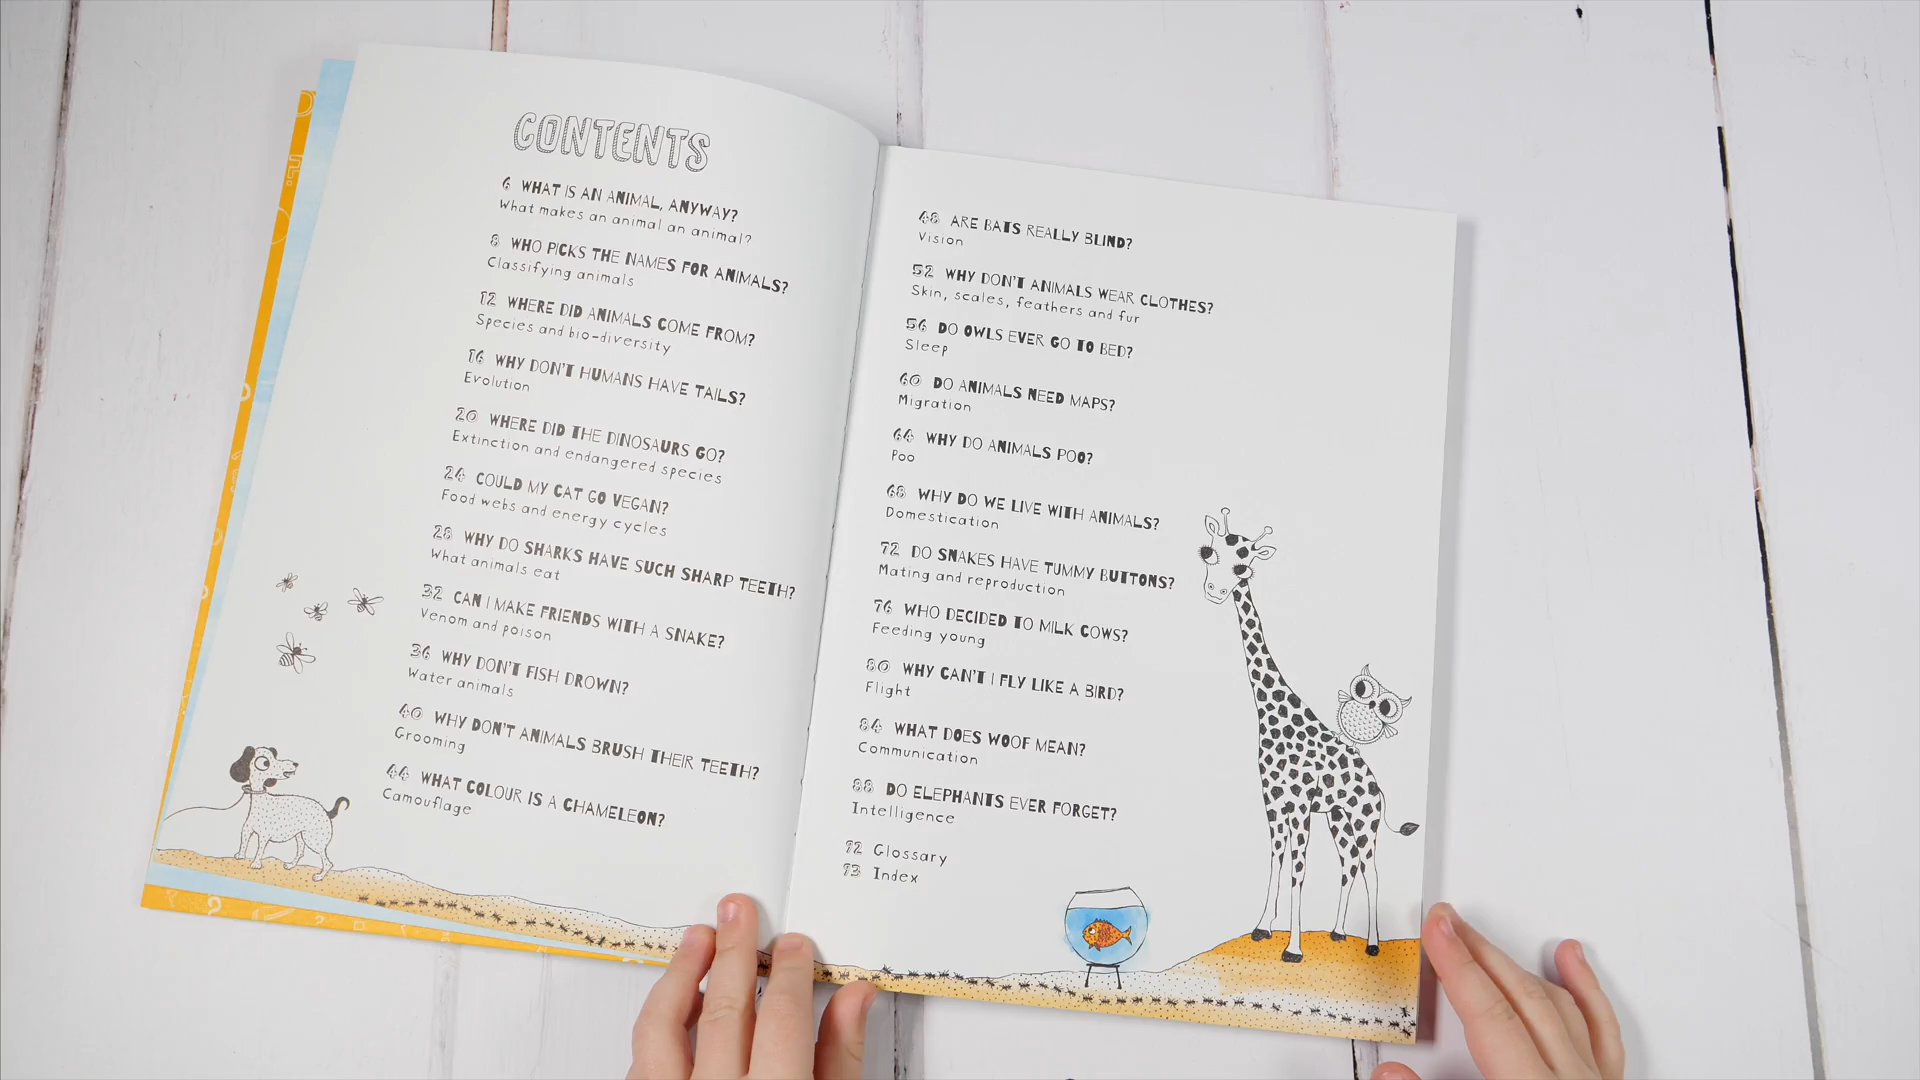 CONTENTS
6 WHAT IS AN ANIMAL, ANYWAY?
What makes an animal an animal?
8 WHO PICKS THE NAMES FOR ANIMALS?
Classifying animals
12 WHERE DID ANIMALS COME FROM?
Species and bio-diversity
16 WHY DON'T HUMANS HAVE TAILS?
Evolution
20 WHERE DID THE DINOSAURS GO?
Extinction and endangered species
24 COULD MY CAT GO VEGAN?
Food webs and energy cycles
28 WHY DO SHARKS HAVE SUCH SHARP TEETH?
What animals eat
32 CAN I MAKE FRIENDS WITH A SNAKE?
Venom and poison
36 WHY DON'T FISH DROWN?
Water animals
40 WHY DON'T ANIMALS BRUSH THEIR TEETH?
Grooming
44 WHAT COLOUR IS A CHAMELEON?
Camouflage
48 ARE BATS REALLY BLIND?
Vision
52 WHY DON'T ANIMALS WEAR CLOTHES?
Skin, scales, feathers and fur
56 DO OWLS EVER GO TO BED?
Sleep
60 DO ANIMALS NEED MAPS?
Migration
64 WHY DO ANIMALS POO?
Poo
68 WHY DO WE LIVE WITH ANIMALS?
Domestication
72 DO SNAKES HAVE TUMMY BUTTONS?
Mating and reproduction
76 WHO DECIDED TO MILK COWS?
Feeding young
80 WHY CAN'T I FLY LIKE A BIRD?
Flight
84 WHAT DOES WOOF MEAN?
Communication
88 DO ELEPHANTS EVER FORGET?
Intelligence
92 Glossary
93 Index